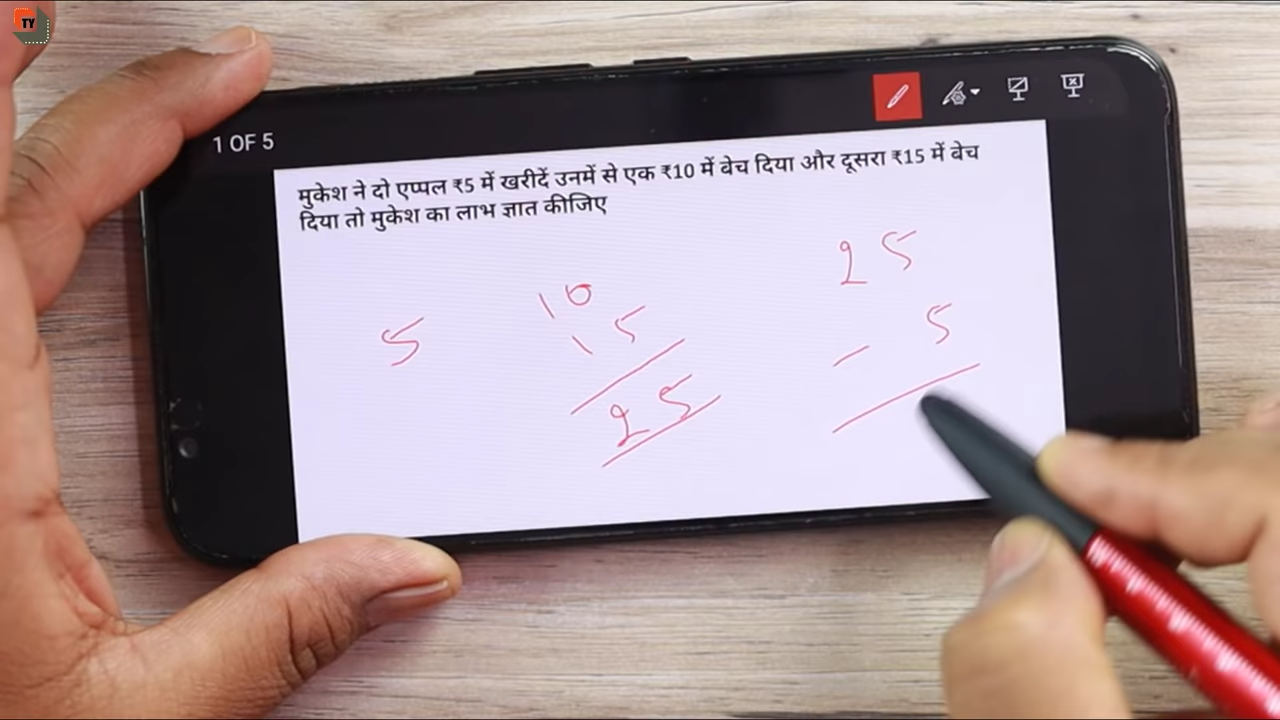 TY
1 OF 5
मुकेश ने दो एप्पल ₹5 में खरीदें उनमें से एक ₹10 में बेच दिया और दूसरा ₹15 में बेच
दिया तो मुकेश का लाभ ज्ञात कीजिए
5
10
15
25
25
- 5